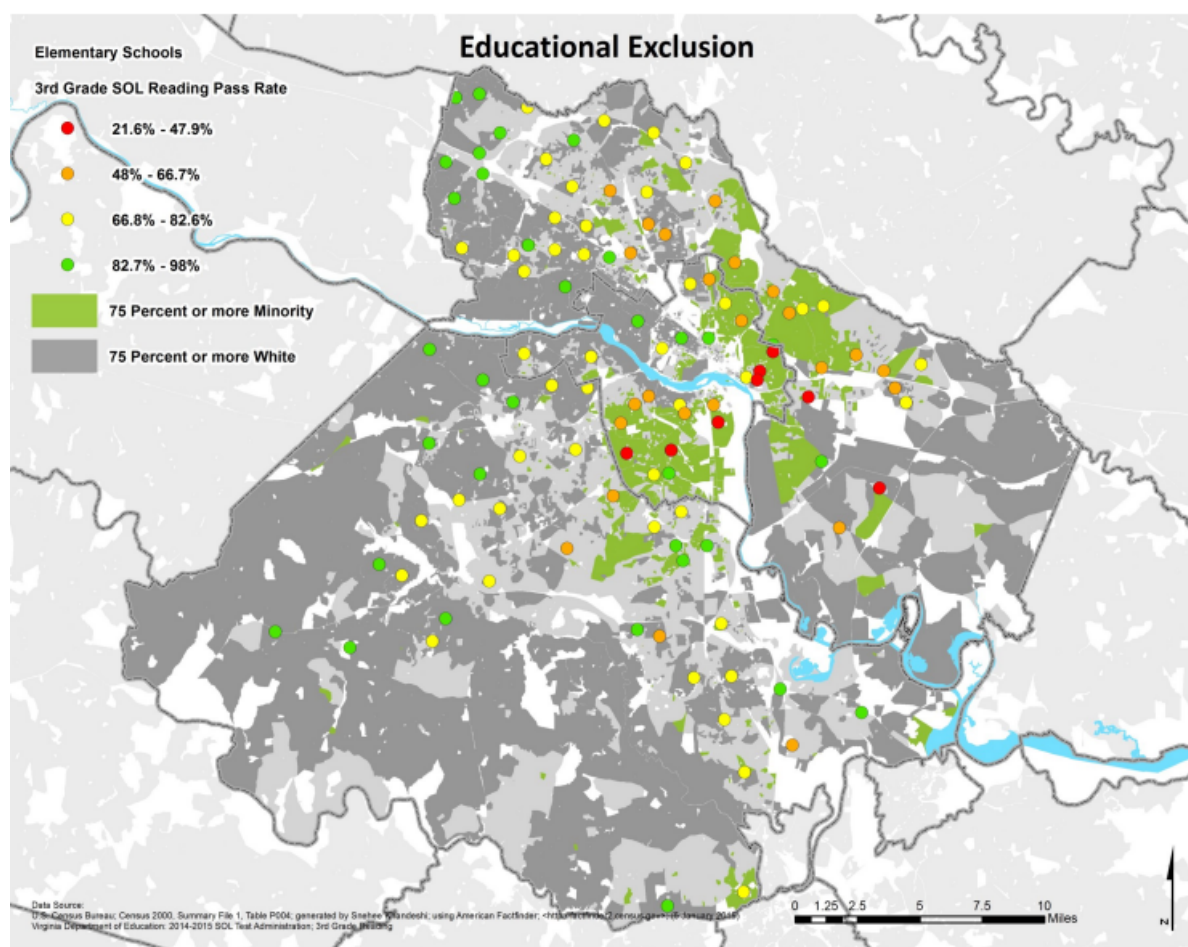 Educational Exclusion
Elementary Schools
3rd Grade SOL Reading Pass Rate
21.6% - 47.9%
48% - 66.7%
66.8% - 82.6%
82.7% - 98%
75 Percent or more Minority
75 Percent or more White
Data Source:
U.S. Census Bureau; Census 2000, Summary File 1, Table P004; generated by Snehee Khandeshi; using American Factfinder;
Virginia Department of Education: 2014-2015 SOL Test Administration; 3rd Grade Reading
0 1.25 2.5 5 7.5 10
Miles
N